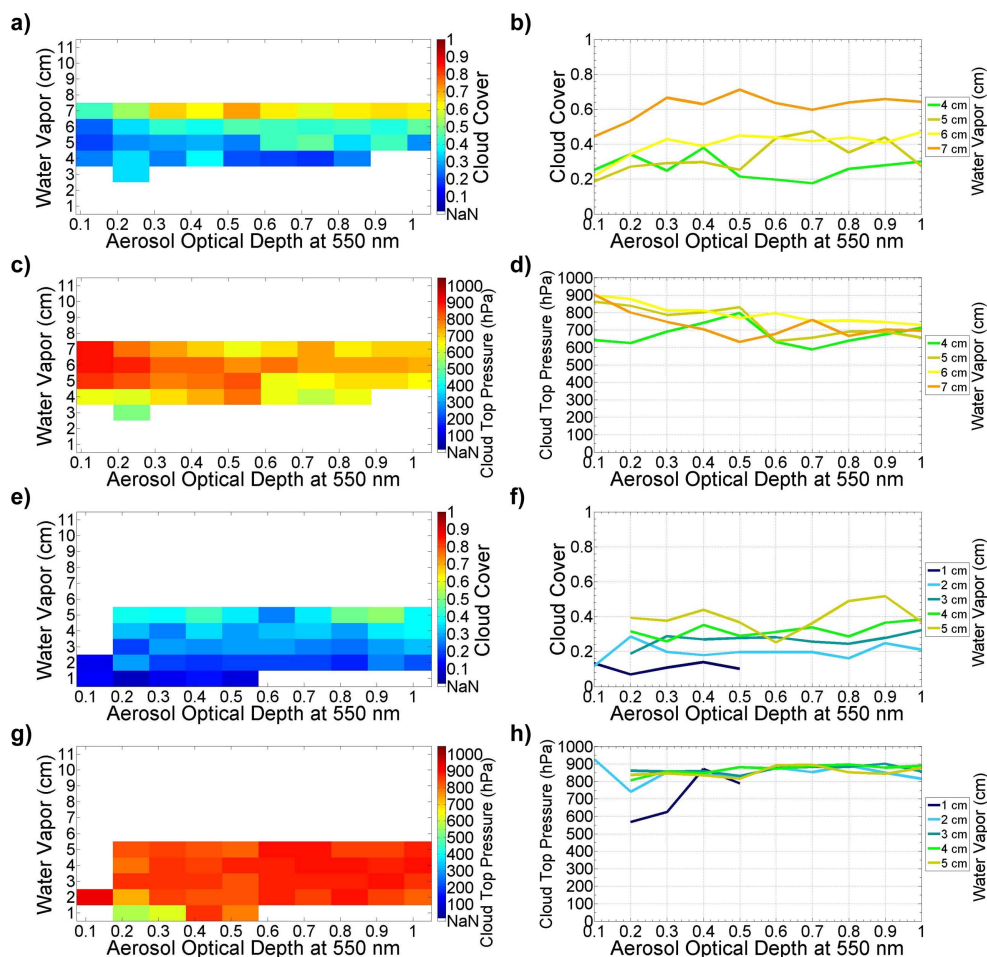 a)
Water Vapor (cm)
11
10
9
8
7
6
5
4
3
2
1
0.1 0.2 0.3 0.4 0.5 0.6 0.7 0.8 0.9 1
Aerosol Optical Depth at 550 nm
1
0.9
0.8
0.7
0.6
0.5
0.4
0.3
0.2
0.1
NaN
Cloud Cover
b)
Cloud Cover
1
0.8
0.6
0.4
0.2
0
0.1 0.2 0.3 0.4 0.5 0.6 0.7 0.8 0.9 1
Aerosol Optical Depth at 550 nm
4 cm
5 cm
6 cm
7 cm
Water Vapor (cm)
c)
Water Vapor (cm)
11
10
9
8
7
6
5
4
3
2
1
0.1 0.2 0.3 0.4 0.5 0.6 0.7 0.8 0.9 1
Aerosol Optical Depth at 550 nm
1000
900
800
700
600
500
400
300
200
100
NaN
Cloud Top Pressure (hPa)
d)
Cloud Top Pressure (hPa)
1000
900
800
700
600
500
400
300
200
100
0
0.1 0.2 0.3 0.4 0.5 0.6 0.7 0.8 0.9 1
Aerosol Optical Depth at 550 nm
4 cm
5 cm
6 cm
7 cm
Water Vapor (cm)
e)
Water Vapor (cm)
11
10
9
8
7
6
5
4
3
2
1
0.1 0.2 0.3 0.4 0.5 0.6 0.7 0.8 0.9 1
Aerosol Optical Depth at 550 nm
1
0.9
0.8
0.7
0.6
0.5
0.4
0.3
0.2
0.1
NaN
Cloud Cover
f)
Cloud Cover
1
0.8
0.6
0.4
0.2
0
0.1 0.2 0.3 0.4 0.5 0.6 0.7 0.8 0.9 1
Aerosol Optical Depth at 550 nm
1 cm
2 cm
3 cm
4 cm
5 cm
Water Vapor (cm)
g)
Water Vapor (cm)
11
10
9
8
7
6
5
4
3
2
1
0.1 0.2 0.3 0.4 0.5 0.6 0.7 0.8 0.9 1
Aerosol Optical Depth at 550 nm
1000
900
800
700
600
500
400
300
200
100
NaN
Cloud Top Pressure (hPa)
h)
Cloud Top Pressure (hPa)
1000
900
800
700
600
500
400
300
200
100
0
0.1 0.2 0.3 0.4 0.5 0.6 0.7 0.8 0.9 1
Aerosol Optical Depth at 550 nm
1 cm
2 cm
3 cm
4 cm
5 cm
Water Vapor (cm)